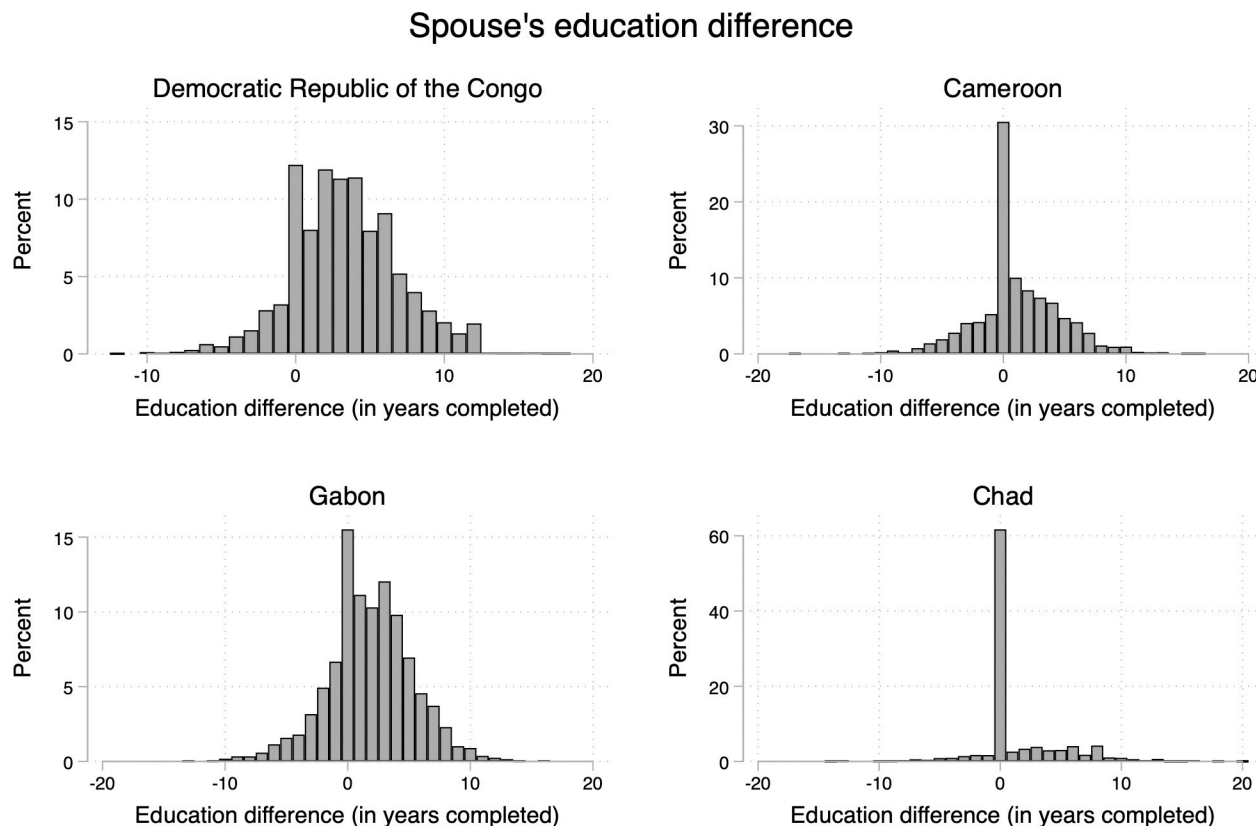 Spouse's education difference
Democratic Republic of the Congo
15
10
5
0
Percent
-10
0
10
20
Education difference (in years completed)
Cameroon
30
20
10
0
Percent
-20
-10
0
10
20
Education difference (in years completed)
Gabon
15
10
5
0
Percent
-20
-10
0
10
20
Education difference (in years completed)
Chad
60
40
20
0
Percent
-20
-10
0
10
20
Education difference (in years completed)